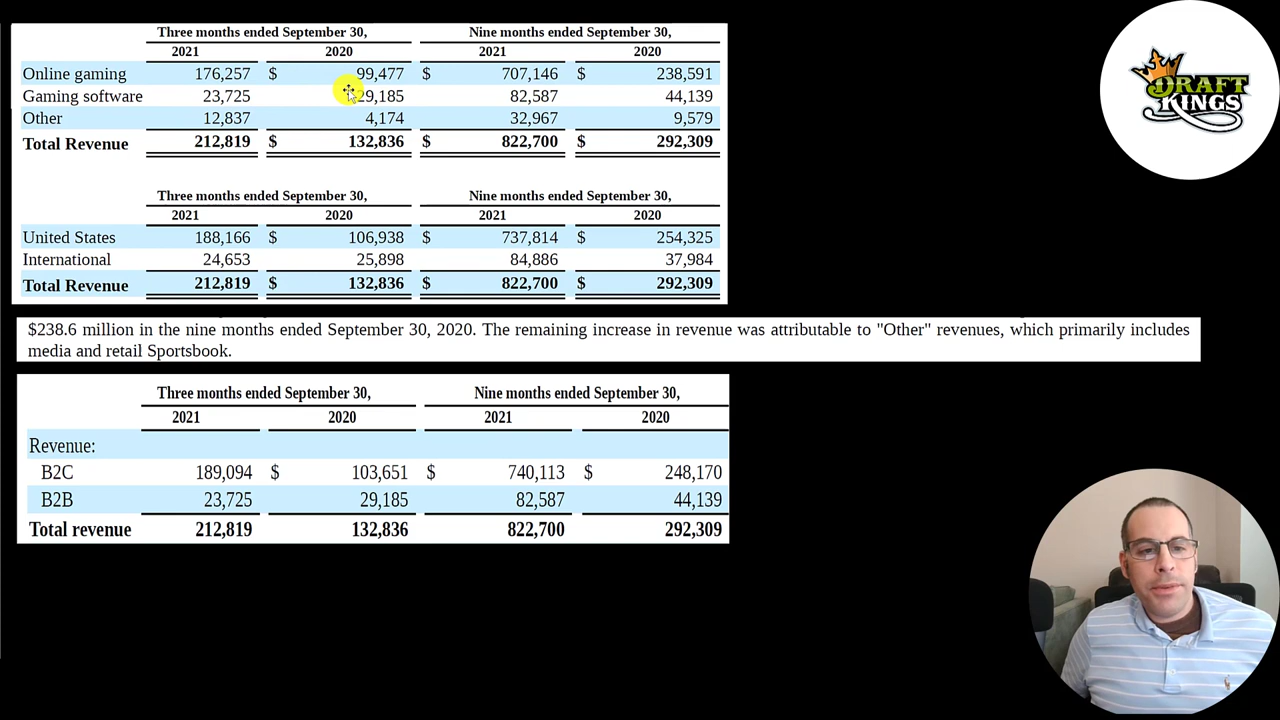 Three months ended September 30, Nine months ended September 30,
2021 2020 2021 2020
Online gaming 176,257 $ 99,477 $ 707,146 $ 238,591
Gaming software 23,725 29,185 82,587 44,139
Other 12,837 4,174 32,967 9,579
Total Revenue 212,819 $ 132,836 $ 822,700 $ 292,309
Three months ended September 30, Nine months ended September 30,
2021 2020 2021 2020
United States 188,166 $ 106,938 $ 737,814 $ 254,325
International 24,653 25,898 84,886 37,984
Total Revenue 212,819 $ 132,836 $ 822,700 $ 292,309
$238.6 million in the nine months ended September 30, 2020. The remaining increase in revenue was attributable to "Other" revenues, which primarily includes
media and retail Sportsbook.
Three months ended September 30, Nine months ended September 30,
2021 2020 2021 2020
Revenue:
B2C 189,094 $ 103,651 $ 740,113 $ 248,170
B2B 23,725 29,185 82,587 44,139
Total revenue 212,819 132,836 822,700 292,309
DRAFT
KINGS